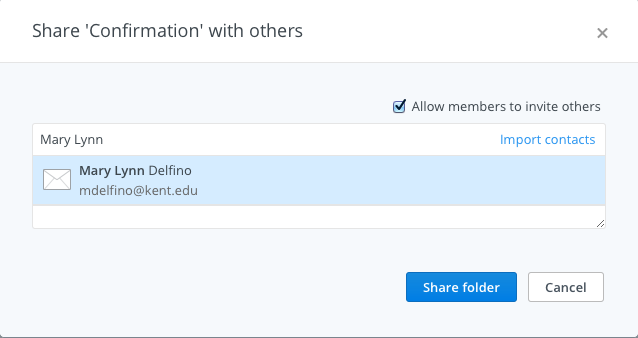 Share 'Confirmation' with others
Allow members to invite others
Mary Lynn Import contacts
Mary Lynn Delfino
mdelfino@kent.edu
Share folder Cancel